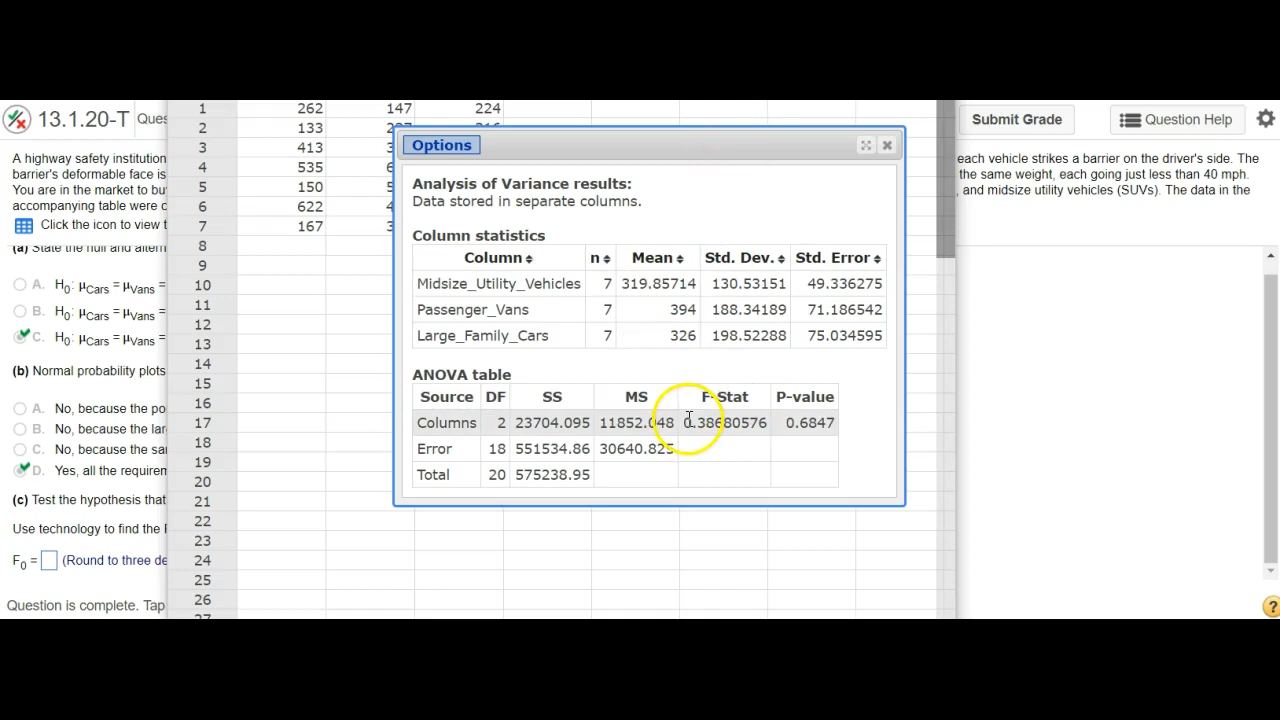 13.1.20-T Ques
Submit Grade
Question Help
A highway safety institution
each vehicle strikes a barrier on the driver's side. The
barrier's deformable face is
the same weight, each going just less than 40 mph.
You are in the market to bu
, and midsize utility vehicles (SUVs). The data in the
accompanying table were c
Click the icon to view t
(a) State the null and altern
A. H0: μCars = μVans =
B. H0: μCars = μVans =
C. H0: μCars = μVans =
(b) Normal probability plots
A. No, because the po
B. No, because the lar
C. No, because the sa
D. Yes, all the requirem
(c) Test the hypothesis that
Use technology to find the
F0 = (Round to three de
Question is complete. Tap
1 262 147 224
2 133
3 413
4 535
5 150
6 622
7 167
8
9
10
11
12
13
14
15
16
17
18
19
20
21
22
23
24
25
26
Options
Analysis of Variance results:
Data stored in separate columns.
Column statistics
Column n Mean Std. Dev. Std. Error
Midsize_Utility_Vehicles 7 319.85714 130.53151 49.336275
Passenger_Vans 7 394 188.34189 71.186542
Large_Family_Cars 7 326 198.52288 75.034595
ANOVA table
Source DF SS MS F-Stat P-value
Columns 2 23704.095 11852.048 0.38680576 0.6847
Error 18 551534.86 30640.825
Total 20 575238.95
?